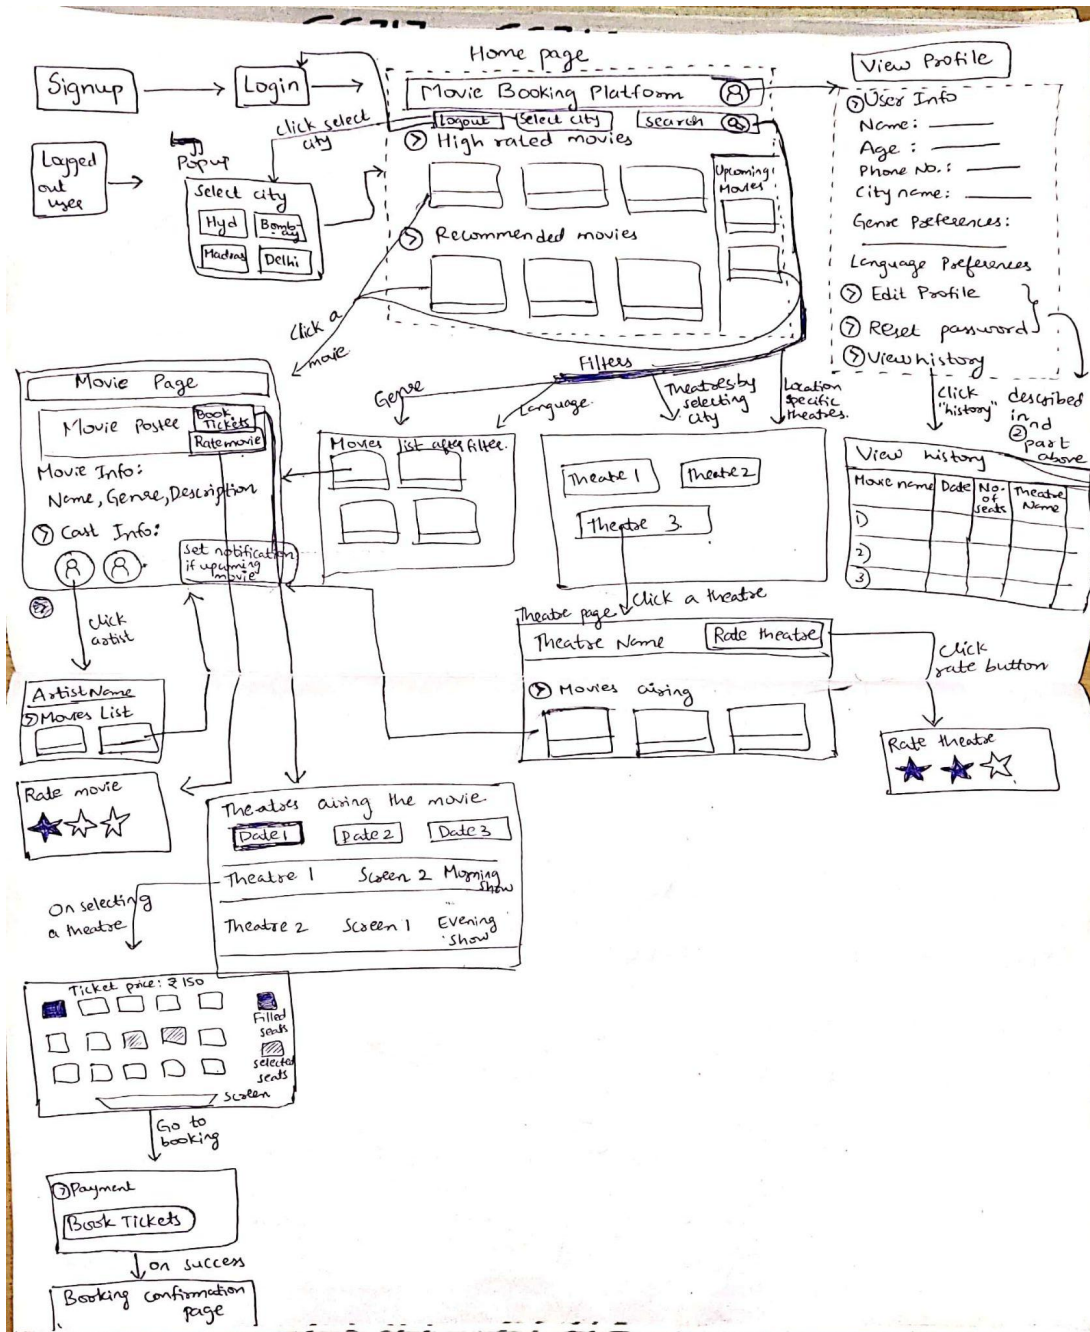 Home page
View Profile
Signup
Login
Movie Booking Platform
Logout
Select city
Search
click select
city
High rated movies
Upcoming
Movies
Recommended movies
Logged
out
user
Popup
Select city
Hyd
Bomb-
ay
Madras
Delhi
User Info
Name:
Age :
Phone No.:
City name:
Genre Preferences:
Language Preferences
Edit Profile
Reset password
View history
Click a
movie
Filters
Genre
Language
Theatres by
selecting
city
Location
specific
theatres.
Click
"history"
described
in
2
nd
part
above
Movie Page
Movie Poster
Book
Tickets
Rate movie
Movie Info:
Name, Genre, Description
Cast Info:
Set notification
if upcoming
movie
Movies list after filter.
Theatre 1
Theatre 2
Theatre 3.
View history
Movie name
Date
No.
of
seats
Theatre
Name
1)
2)
3)
click
artist
Click a theatre
Theatre page
Theatre Name
Rate theatre
Click
rate button
Movies airing
Artist Name
Movies List
Rate theatre
Rate movie
Theatres airing the movie.
Date 1
Date 2
Date 3
Theatre 1 Screen 2 Morning
Show
Theatre 2 Screen 1 Evening
Show
On selecting
a theatre
Ticket price: ₹150
Filled
seats
selected
seats
Screen
Go to
booking
Payment
Book Tickets
on success
Booking confirmation
page